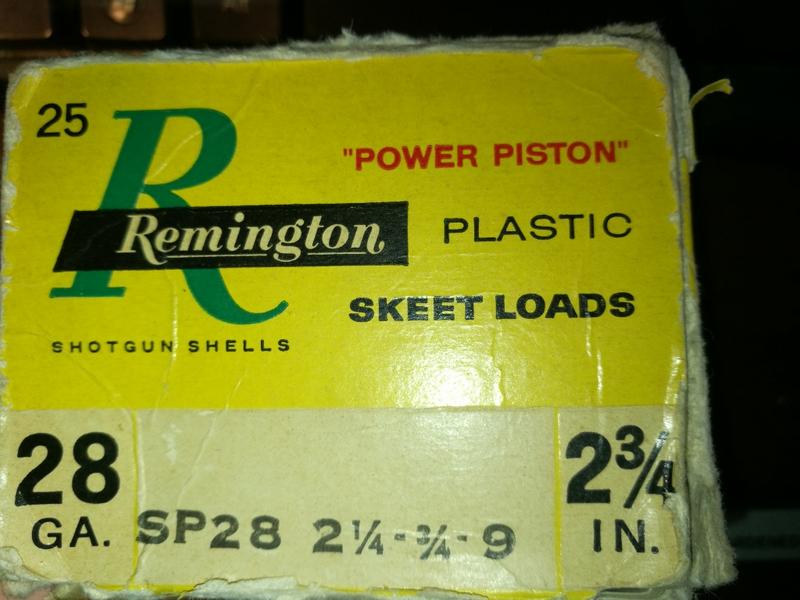 25
R
Remington
SHOTGUN SHELLS
"POWER PISTON"
PLASTIC
SKEET LOADS
28
GA.
SP28 2¼-¾-9
2¾
IN.